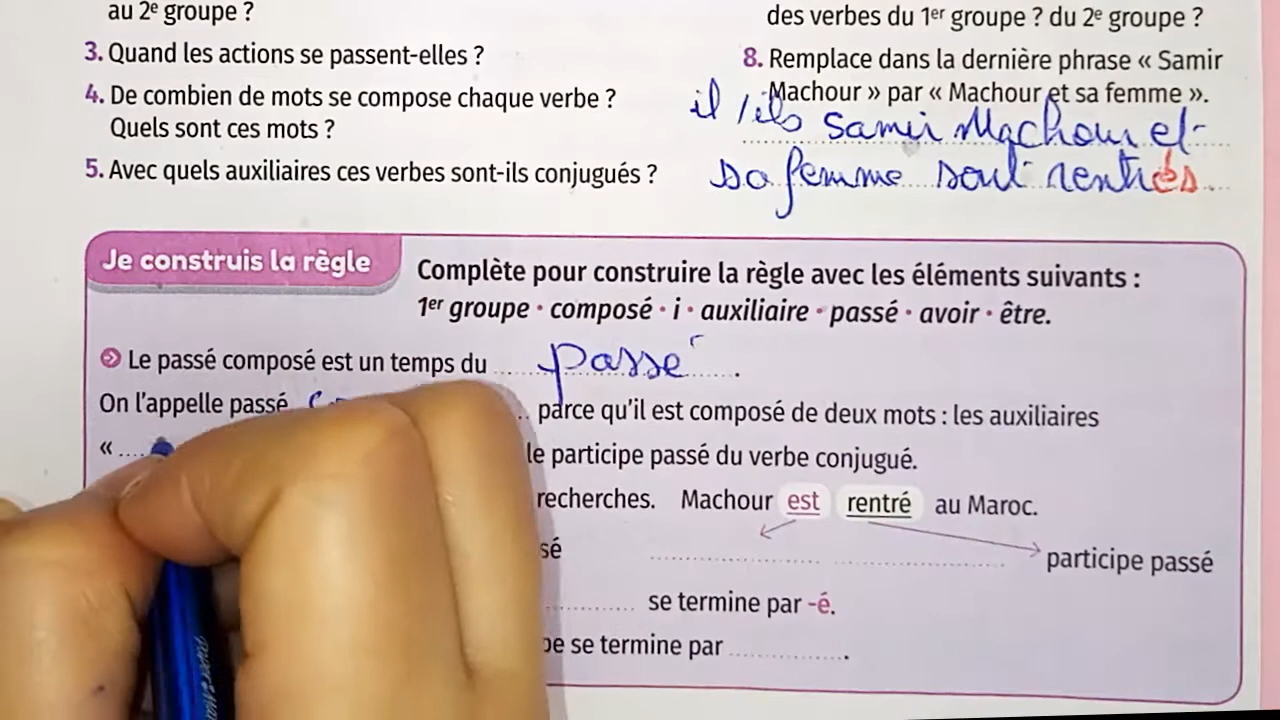 au 2e groupe ?
3. Quand les actions se passent-elles ?
4. De combien de mots se compose chaque verbe ?
Quels sont ces mots ?
5. Avec quels auxiliaires ces verbes sont-ils conjugués ?
des verbes du 1er groupe ? du 2e groupe ?
8. Remplace dans la dernière phrase « Samir
Machour » par « Machour et sa femme ».
il / ils Samir Machour et
sa femme sont rentrés.
Je construis la règle
Complète pour construire la règle avec les éléments suivants :
1er groupe · composé · i · auxiliaire · passé · avoir · être.
Le passé composé est un temps du passé .
On l'appelle passé parce qu'il est composé de deux mots : les auxiliaires
« le participe passé du verbe conjugué.
recherches. Machour est rentré au Maroc.
sé participe passé
se termine par -é.
pe se termine par .